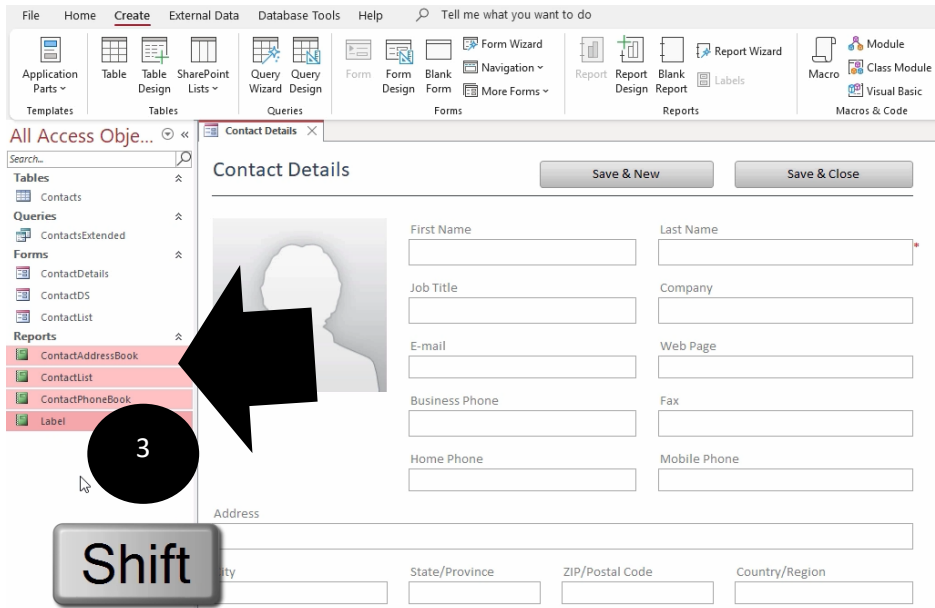 File Home Create External Data Database Tools Help Tell me what you want to do
Application Parts
Table
Table Design
SharePoint Lists
Query Wizard
Query Design
Form
Form Design
Blank Form
Form Wizard
Navigation
More Forms
Report
Report Design
Blank Report
Report Wizard
Labels
Macro
Module
Class Module
Visual Basic
Templates Tables Queries Forms Reports Macros & Code
All Access Obje...
Search...
Tables
Contacts
Queries
ContactsExtended
Forms
ContactDetails
ContactDS
ContactList
Reports
ContactAddressBook
ContactList
ContactPhoneBook
Label
3
Shift
Contact Details
Contact Details
Save & New Save & Close
First Name Last Name
*
Job Title Company
E-mail Web Page
Business Phone Fax
Home Phone Mobile Phone
Address
ity State/Province ZIP/Postal Code Country/Region